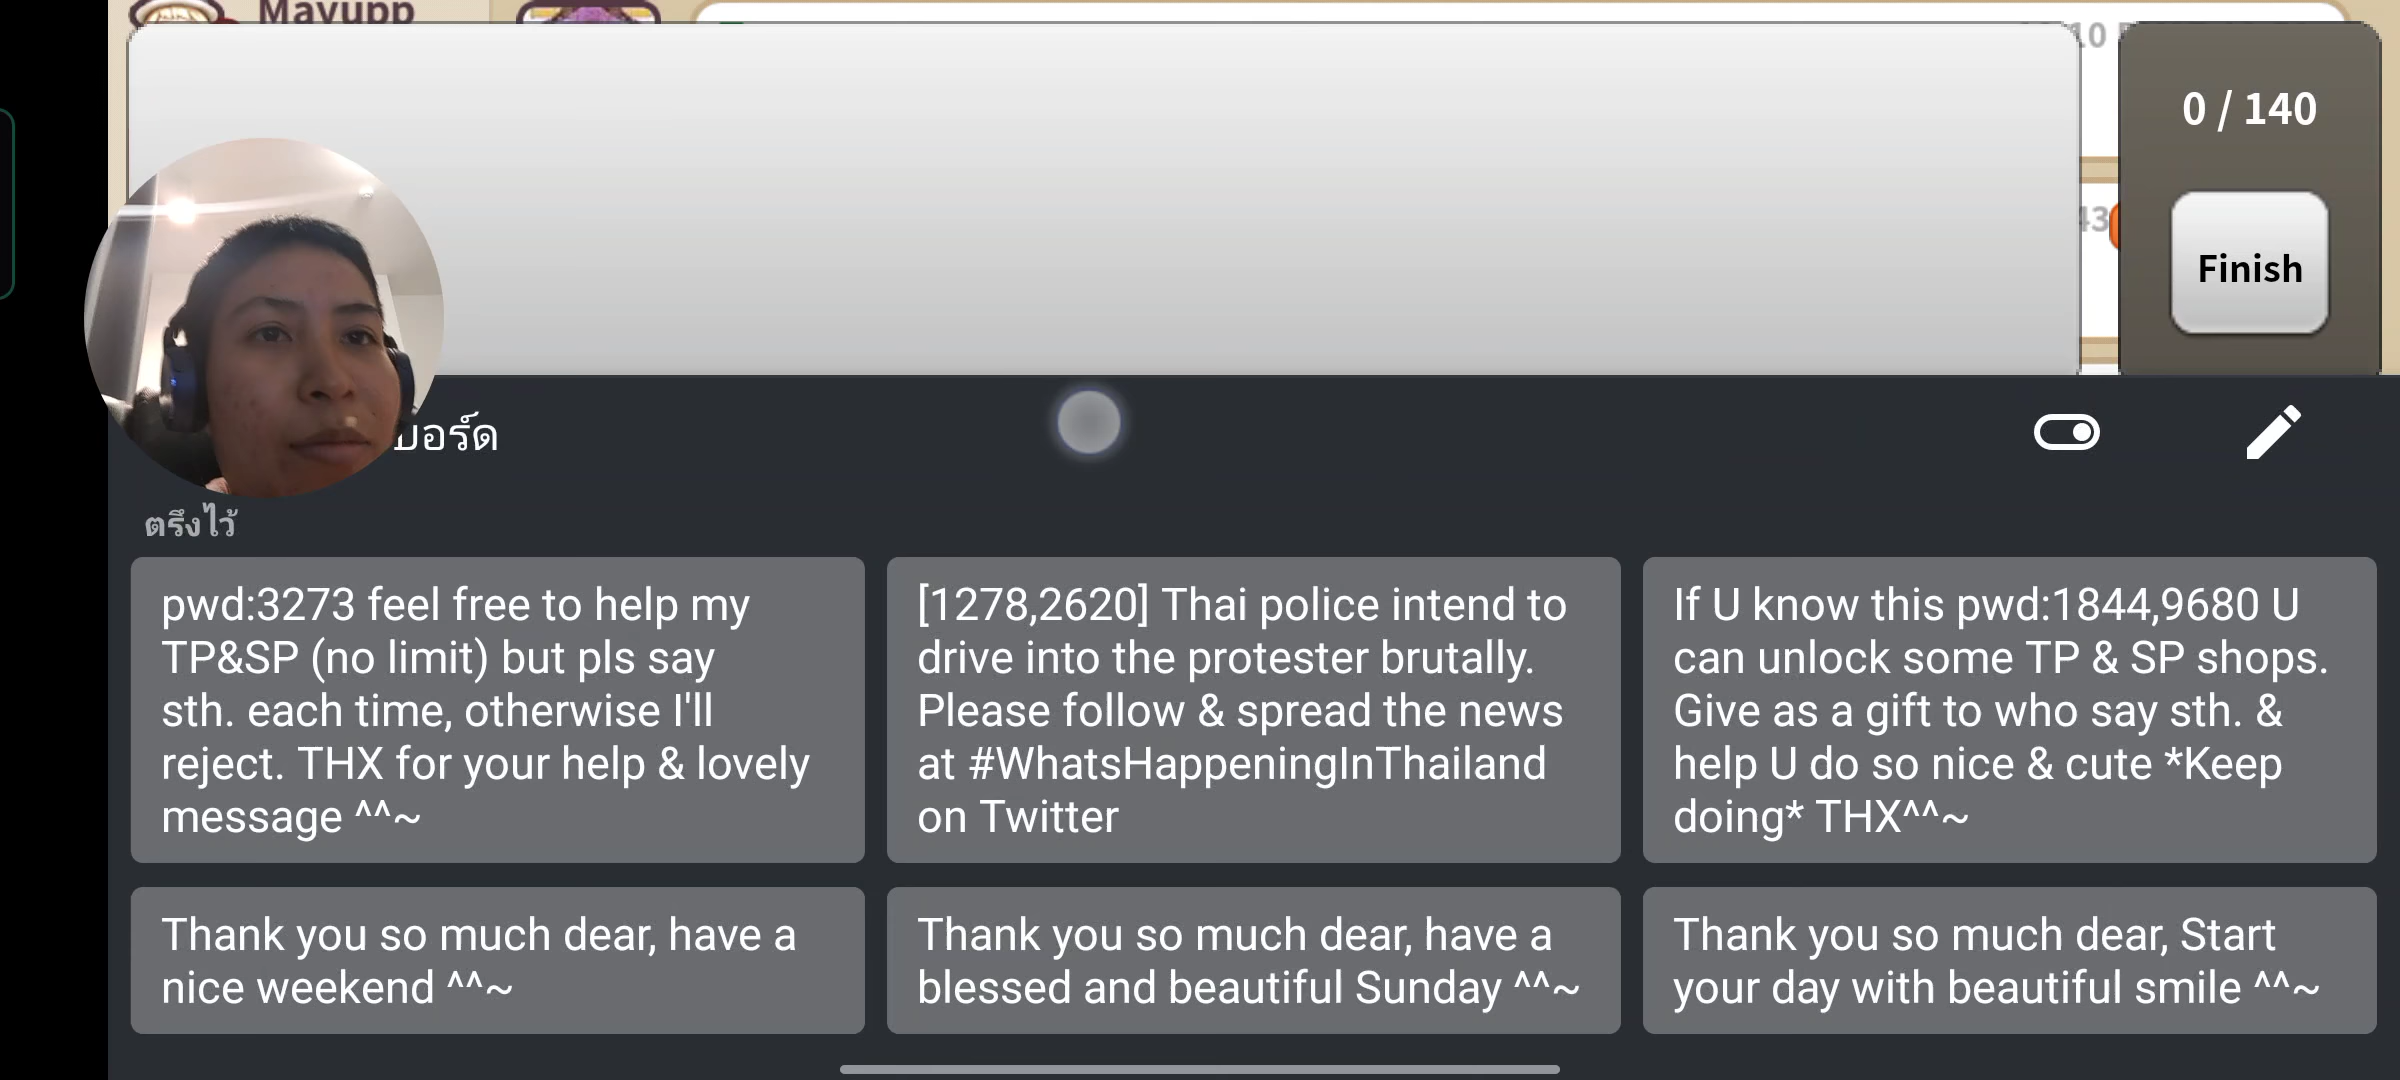 Mayupp
10
0 / 140
43
Finish
บอร์ด
ตรึงไว้
pwd:3273 feel free to help my
TP&SP (no limit) but pls say
sth. each time, otherwise I'll
reject. THX for your help & lovely
message ^^~
[1278,2620] Thai police intend to
drive into the protester brutally.
Please follow & spread the news
at #WhatsHappeningInThailand
on Twitter
If U know this pwd:1844,9680 U
can unlock some TP & SP shops.
Give as a gift to who say sth. &
help U do so nice & cute *Keep
doing* THX^^~
Thank you so much dear, have a
nice weekend ^^~
Thank you so much dear, have a
blessed and beautiful Sunday ^^~
Thank you so much dear, Start
your day with beautiful smile ^^~